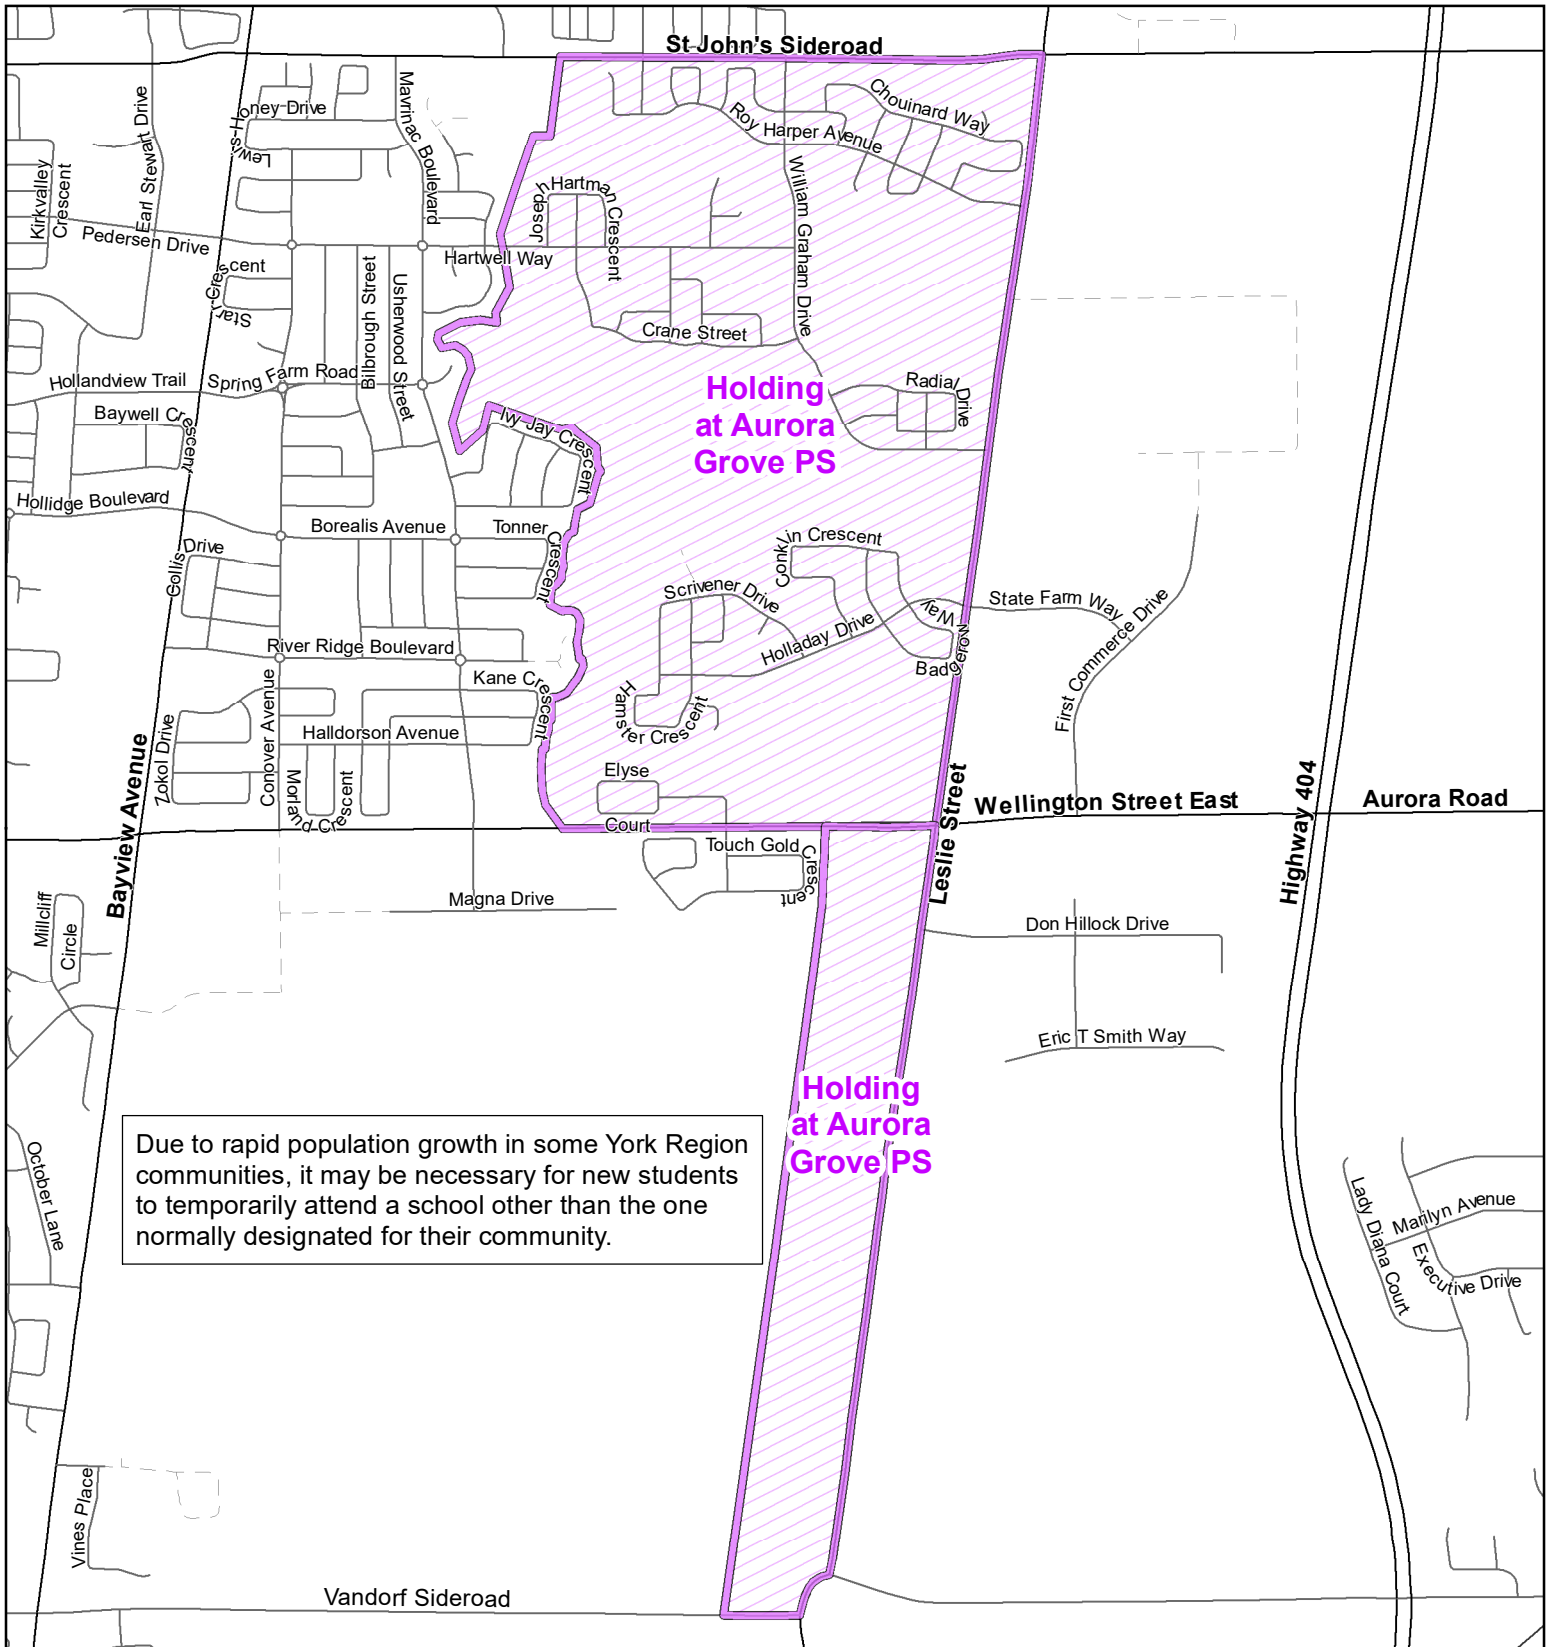 St John's Sideroad
Mavrinac Boulevard
Chouinard Way
Earl Stewart Drive
Lewis-Honey Drive
Roy Harper Avenue
Kirkvalley
Crescent
William Graham Drive
Joseph Hartman Crescent
Pedersen Drive
Hartwell Way
Star Crescent
Bilbrough Street
Usherwood Street
Crane Street
Hollandview Trail
Spring Farm Road
Radial Drive
Holding
at Aurora
Grove PS
Baywell Crescent
Iwy Jay Crescent
Hollidge Boulevard
Borealis Avenue
Tonner Crescent
Conklin Crescent
Collis Drive
Scrivener Drive
State Farm Way
Holladay Drive
Badgerow Way
First Commerce Drive
River Ridge Boulevard
Kane Crescent
Hamster Crescent
Conover Avenue
Halldorson Avenue
Zokol Drive
Bayview Avenue
Morland Crescent
Elyse
Court
Leslie Street
Wellington Street East
Highway 404
Aurora Road
Touch Gold Crescent
Magna Drive
Millcliff
Circle
Don Hillock Drive
Eric T Smith Way
Holding
at Aurora
Grove PS
Due to rapid population growth in some York Region
communities, it may be necessary for new students
to temporarily attend a school other than the one
normally designated for their community.
October Lane
Lady Diana Court
Marilyn Avenue
Executive Drive
Vines Place
Vandorf Sideroad